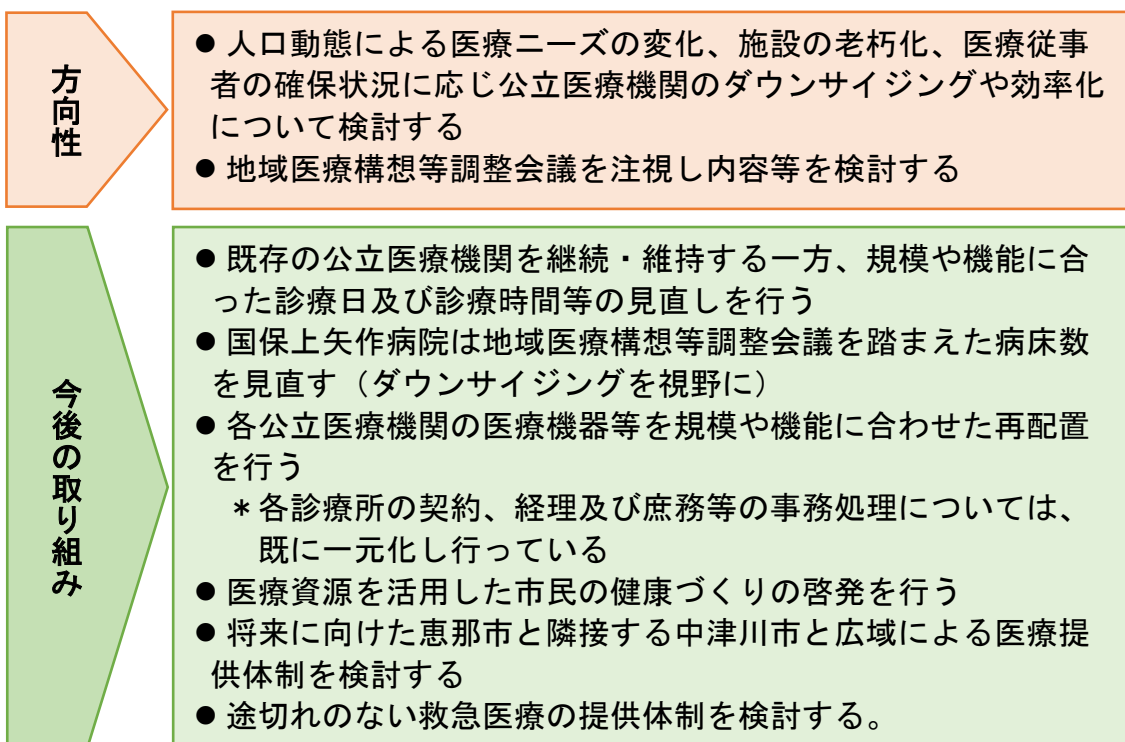 方向性
● 人口動態による医療ニーズの変化、施設の老朽化、医療従事
者の確保状況に応じ公立医療機関のダウンサイジングや効率化
について検討する
● 地域医療構想等調整会議を注視し内容等を検討する
今後の取り組み
● 既存の公立医療機関を継続・維持する一方、規模や機能に合
った診療日及び診療時間等の見直しを行う
● 国保上矢作病院は地域医療構想等調整会議を踏まえた病床数
を見直す（ダウンサイジングを視野に）
● 各公立医療機関の医療機器等を規模や機能に合わせた再配置
を行う
＊各診療所の契約、経理及び庶務等の事務処理については、
既に一元化し行っている
● 医療資源を活用した市民の健康づくりの啓発を行う
● 将来に向けた恵那市と隣接する中津川市と広域による医療提
供体制を検討する
● 途切れのない救急医療の提供体制を検討する。